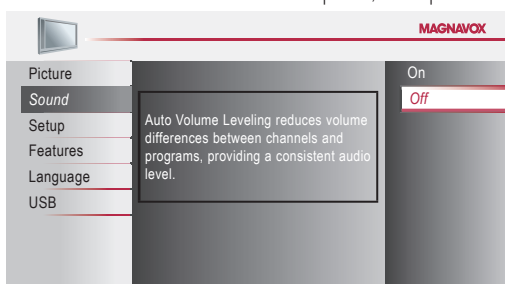 MAGNAVOX
Picture
Sound
Setup
Features
Language
USB
Auto Volume Leveling reduces volume
differences between channels and
programs, providing a consistent audio
level.
On
Off